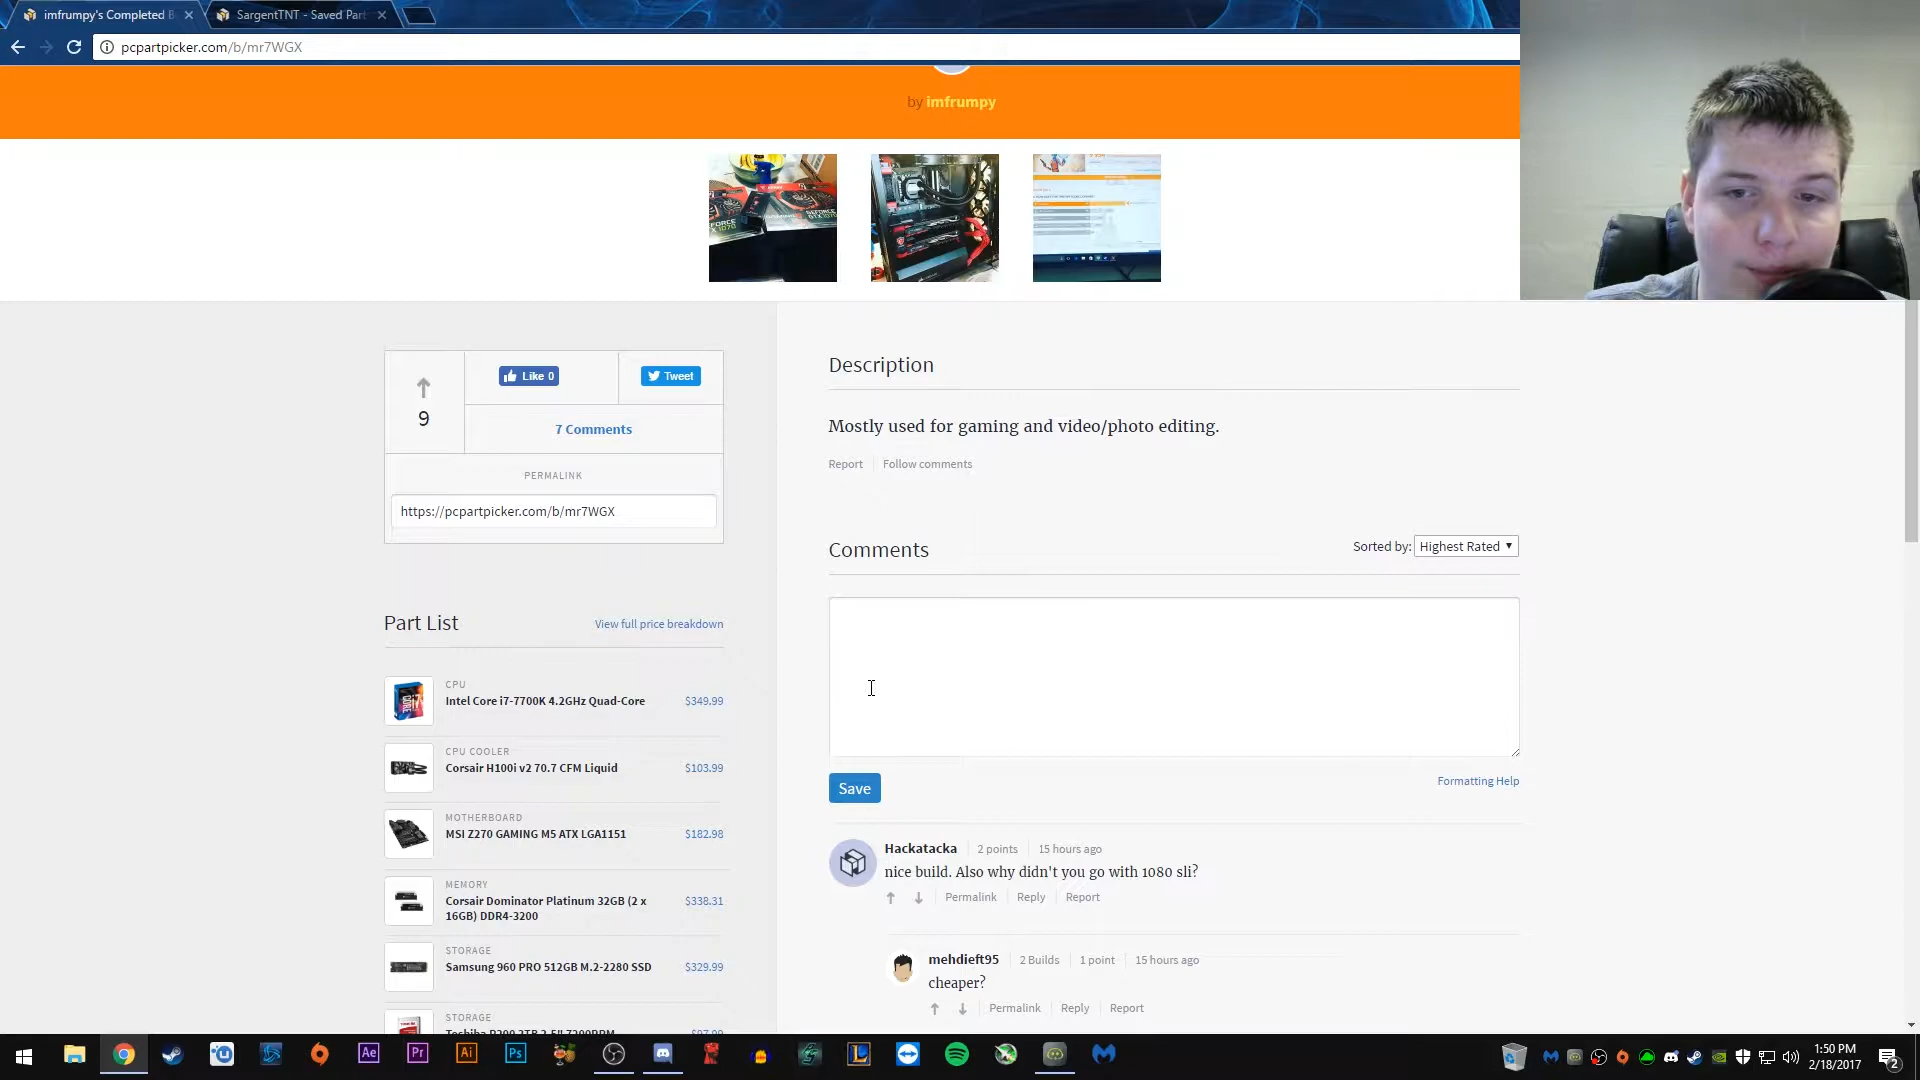 imfrumpy's Completed B
SargentTNT - Saved Part
pcpartpicker.com/b/mr7WGX
by imfrumpy
Like 0
Tweet
9
7 Comments
PERMALINK
https://pcpartpicker.com/b/mr7WGX
Part List
View full price breakdown
CPU
Intel Core i7-7700K 4.2GHz Quad-Core
$349.99
CPU COOLER
Corsair H100i v2 70.7 CFM Liquid
$103.99
MOTHERBOARD
MSI Z270 GAMING M5 ATX LGA1151
$182.98
MEMORY
Corsair Dominator Platinum 32GB (2 x
16GB) DDR4-3200
$338.31
STORAGE
Samsung 960 PRO 512GB M.2-2280 SSD
$329.99
STORAGE
Description
Mostly used for gaming and video/photo editing.
Report
Follow comments
Comments
Sorted by: Highest Rated
Save
Formatting Help
Hackatacka 2 points 15 hours ago
nice build. Also why didn't you go with 1080 sli?
Permalink Reply Report
mehdieft95 2 Builds 1 point 15 hours ago
cheaper?
Permalink Reply Report
Ae
Pr
Ai
Ps
L
1:50 PM
2/18/2017
2